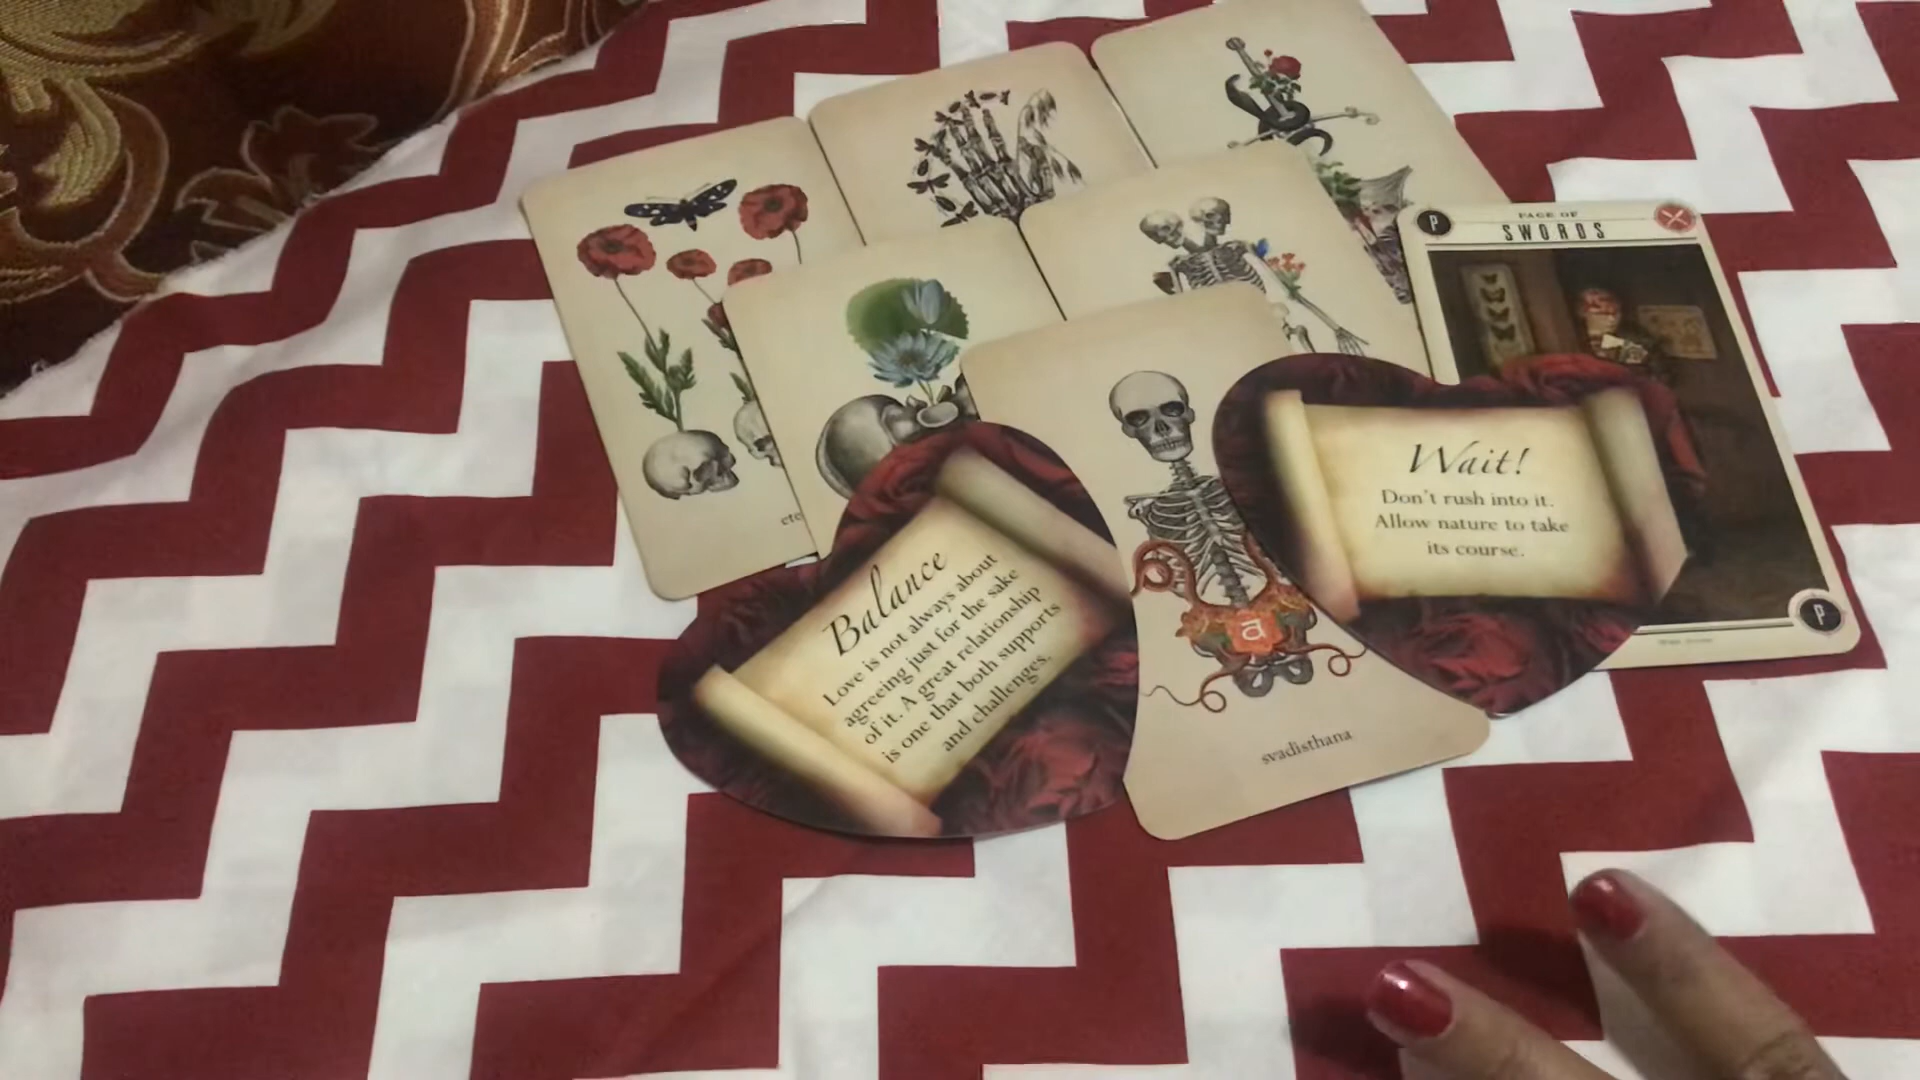 P
PAGE OF
SWORDS
Wait!
Don't rush into it.
Allow nature to take
its course.
Balance
Love is not always about
agreeing just for the sake
of it. A great relationship
is one that both supports
and challenges.
ete
व
svadisthana
P